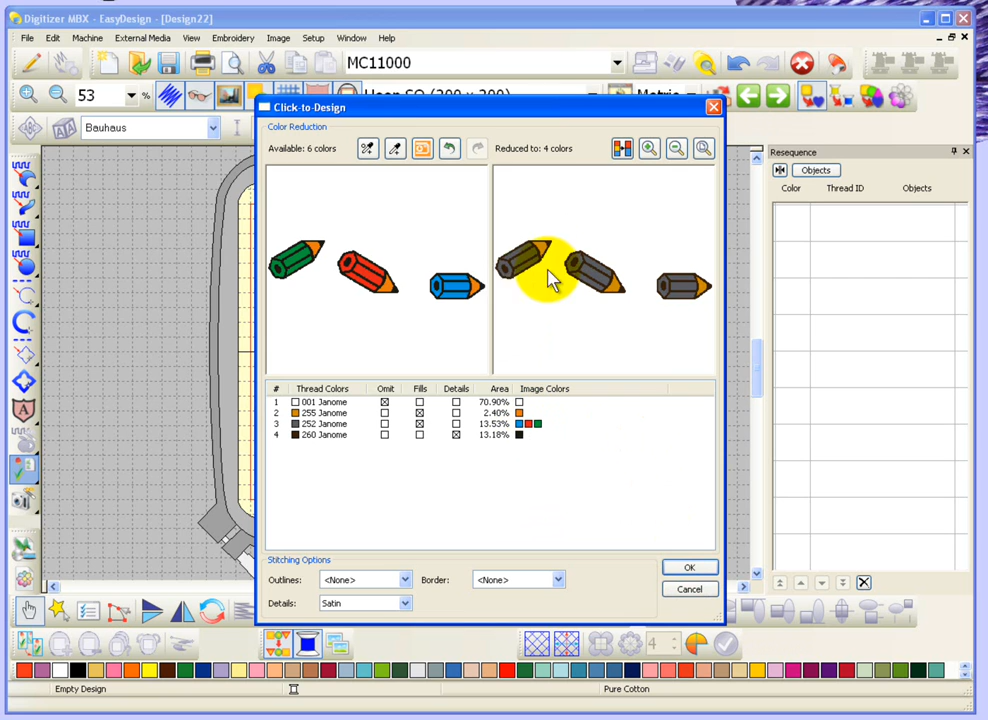 Digitizer MBX - EasyDesign - [Design22]
File Edit Machine External Media View Embroidery Image Setup Window Help
MC11000
53 %
Bauhaus
Click-to-Design
Color Reduction
Available: 6 colors
Reduced to: 4 colors
# Thread Colors Omit Fills Details Area Image Colors
1 001 Janome 70.90%
2 255 Janome 2.40%
3 252 Janome 13.53%
4 260 Janome 13.18%
Stitching Options
Outlines: <None> Border: <None>
Details: Satin
OK
Cancel
Resequence
Objects
Color Thread ID Objects
4
Empty Design
Pure Cotton